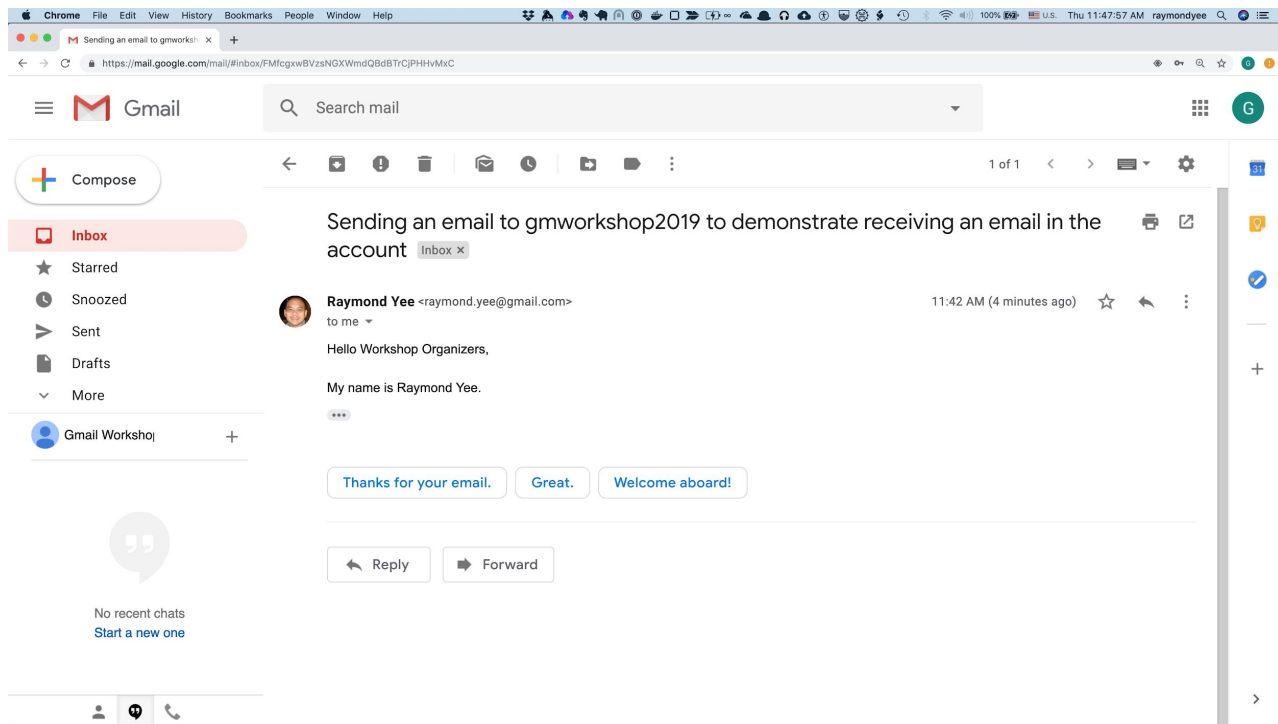 Chrome File Edit View History Bookmarks People Window Help 100% U.S. Thu 11:47:57 AM raymondyee
Sending an email to gmworksh
https://mail.google.com/mail/#inbox/FMfcgxwBVzsNGXWmdQBdBTrCjPHHvMxC
G
Gmail
Search mail
G
Compose
1 of 1
31
Sending an email to gmworkshop2019 to demonstrate receiving an email in the
account Inbox ×
Inbox
Starred
Snoozed
Sent
Drafts
More
Raymond Yee <raymond.yee@gmail.com> 11:42 AM (4 minutes ago)
to me
Hello Workshop Organizers,
My name is Raymond Yee.
Gmail Workshop
Thanks for your email. Great. Welcome aboard!
Reply Forward
No recent chats
Start a new one